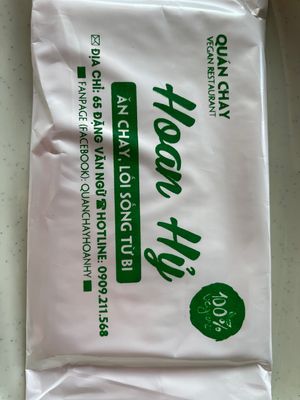 QUÁN CHAY
VEGAN RESTAURANT
Hoan Hỷ
ĂN CHAY, LỐI SỐNG TỪ BI
ĐỊA CHỈ: 65 ĐẶNG VĂN NGỮ ☎ HOTLINE: 0909.211.568
FANPAGE (FACEBOOK): QUANCHAYHOANHY
100%
Vegan